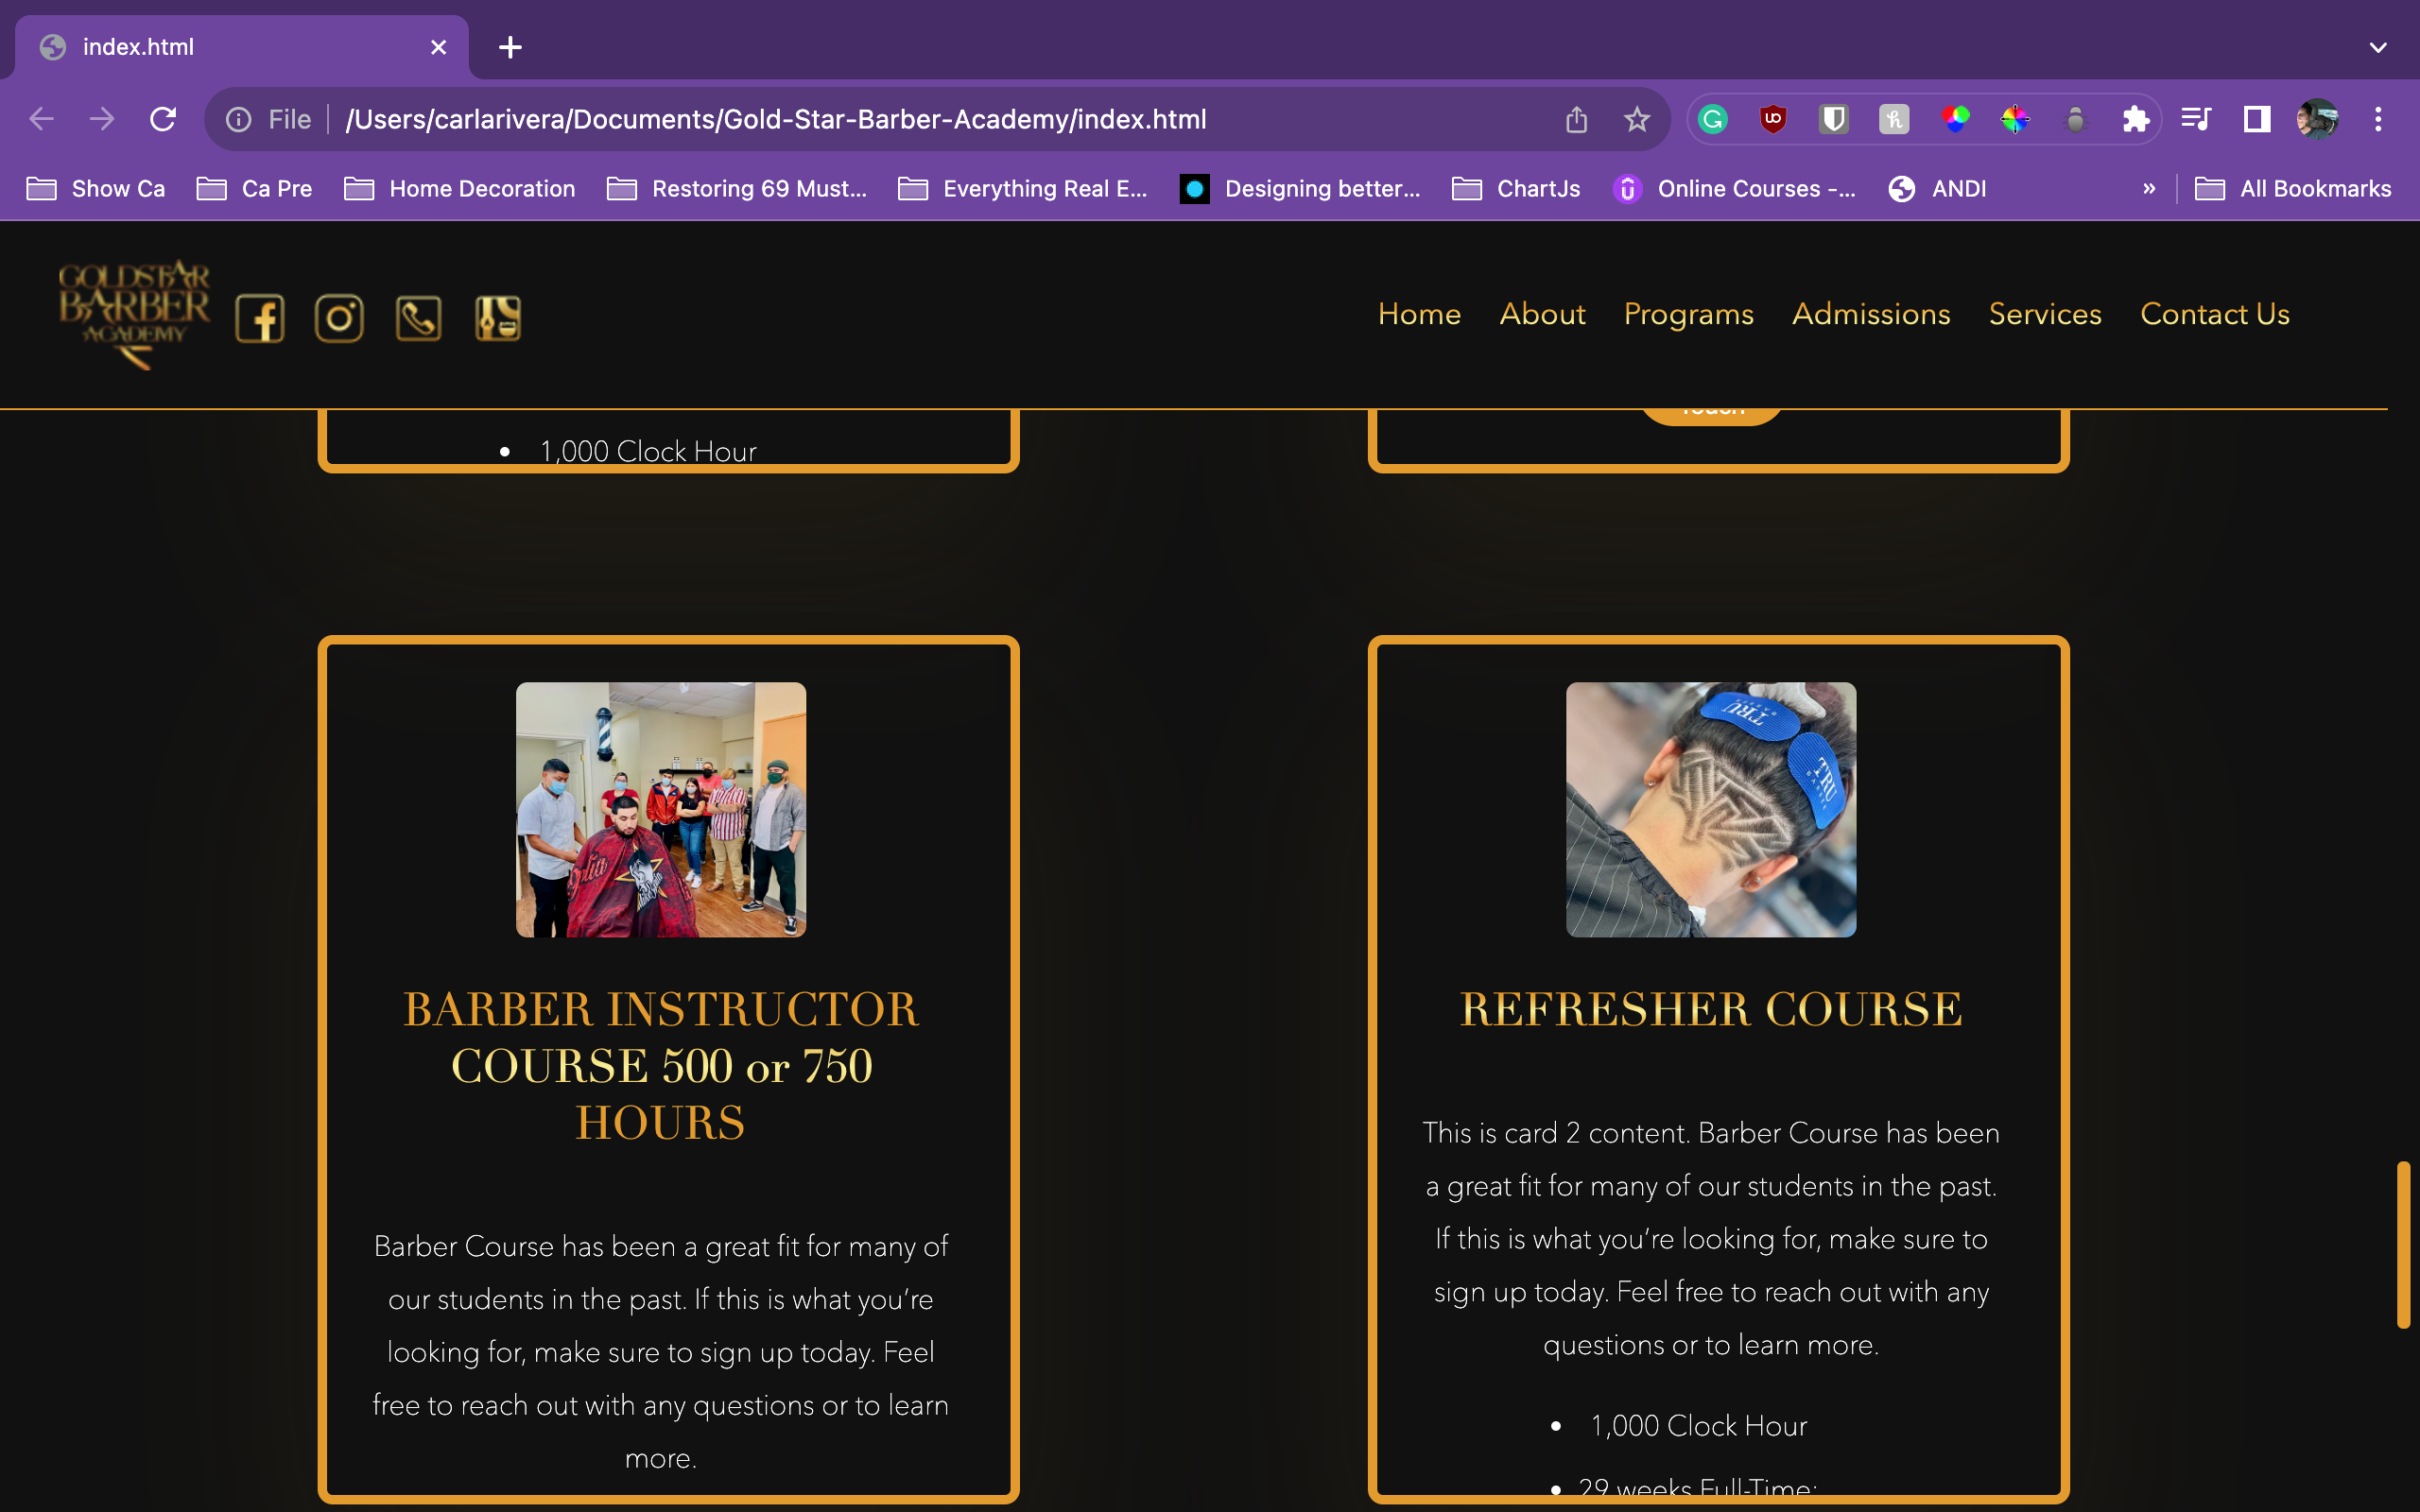 index.html
File
/Users/carlarivera/Documents/Gold-Star-Barber-Academy/index.html
Show Ca
Ca Pre
Home Decoration
Restoring 69 Must...
Everything Real E...
Designing better...
ChartJs
Online Courses -...
ANDI
»
All Bookmarks
GOLDSTAR
BARBER
ACADEMY
Home
About
Programs
Admissions
Services
Contact Us
• 1,000 Clock Hour
BARBER INSTRUCTOR
COURSE 500 or 750
HOURS
Barber Course has been a great fit for many of
our students in the past. If this is what you’re
looking for, make sure to sign up today. Feel
free to reach out with any questions or to learn
more.
TRU
TRU
REFRESHER COURSE
This is card 2 content. Barber Course has been
a great fit for many of our students in the past.
If this is what you’re looking for, make sure to
sign up today. Feel free to reach out with any
questions or to learn more.
• 1,000 Clock Hour
• 29 weeks Full-Time: